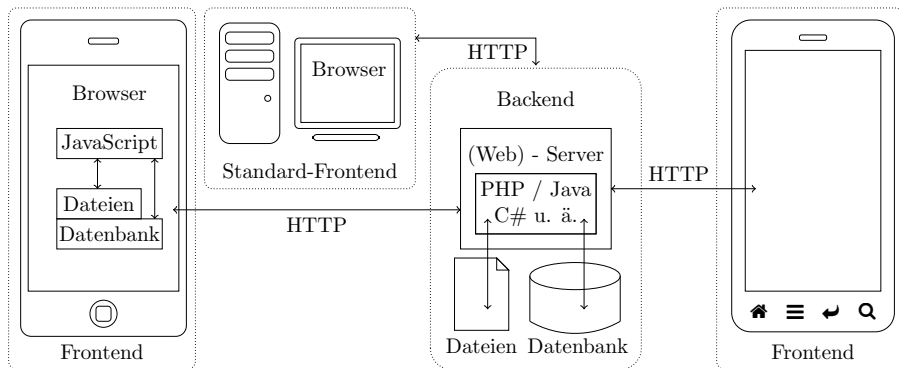 Browser
JavaScript
Dateien
Datenbank
Frontend
Browser
Standard-Frontend
HTTP
HTTP
Backend
(Web) - Server
PHP / Java
C# u. ä.
Dateien
Datenbank
HTTP
Frontend